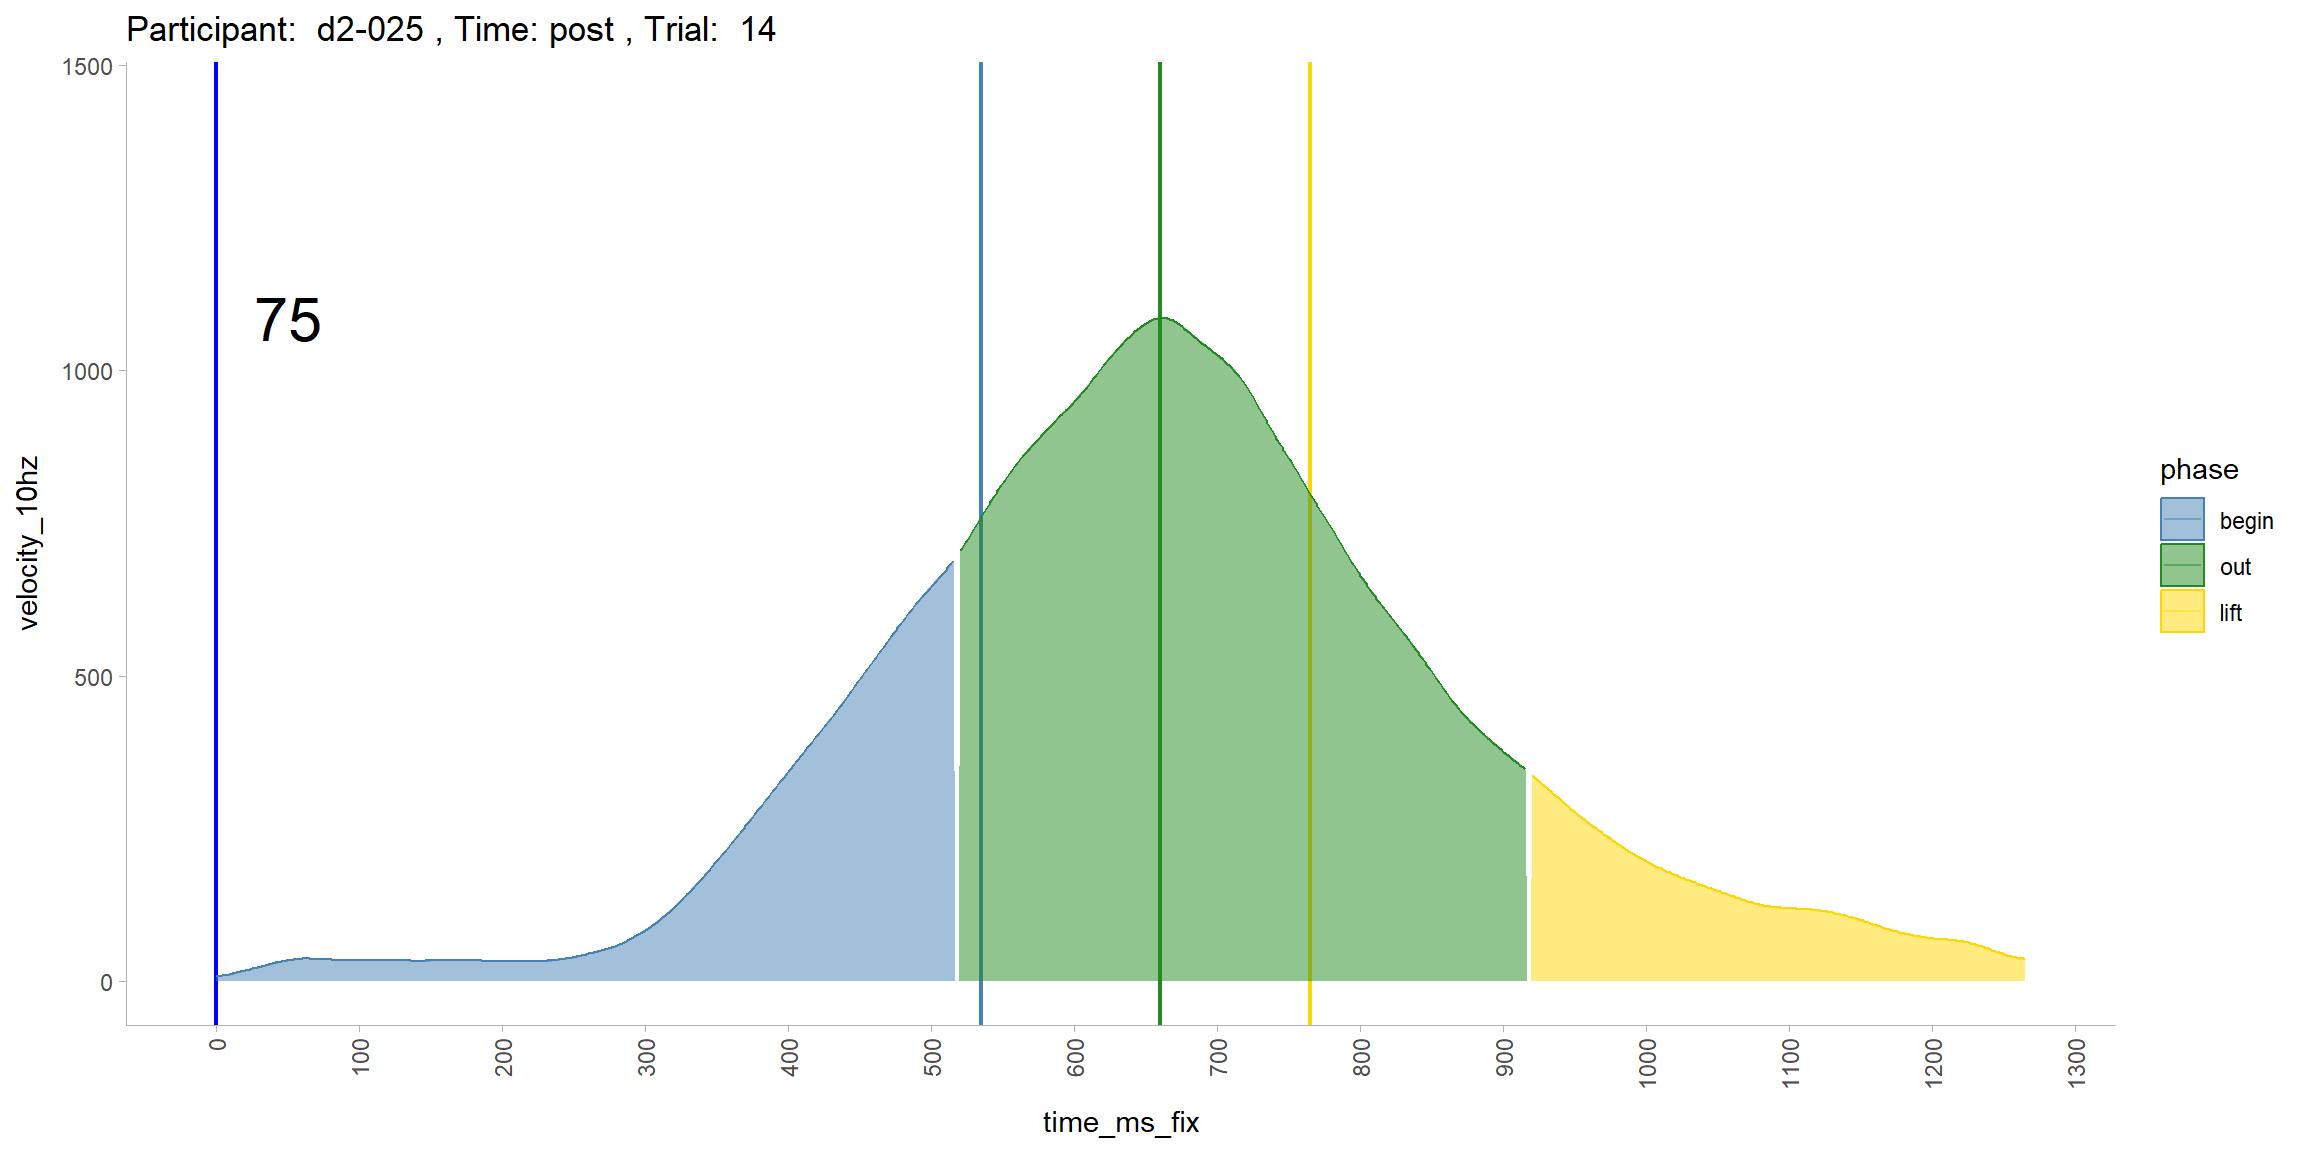 Participant:  d2-025 , Time: post , Trial:  14
1500
1000
500
0
velocity_10hz
75
0 100 200 300 400 500 600 700 800 900 1000 1100 1200 1300
time_ms_fix
phase
begin
out
lift